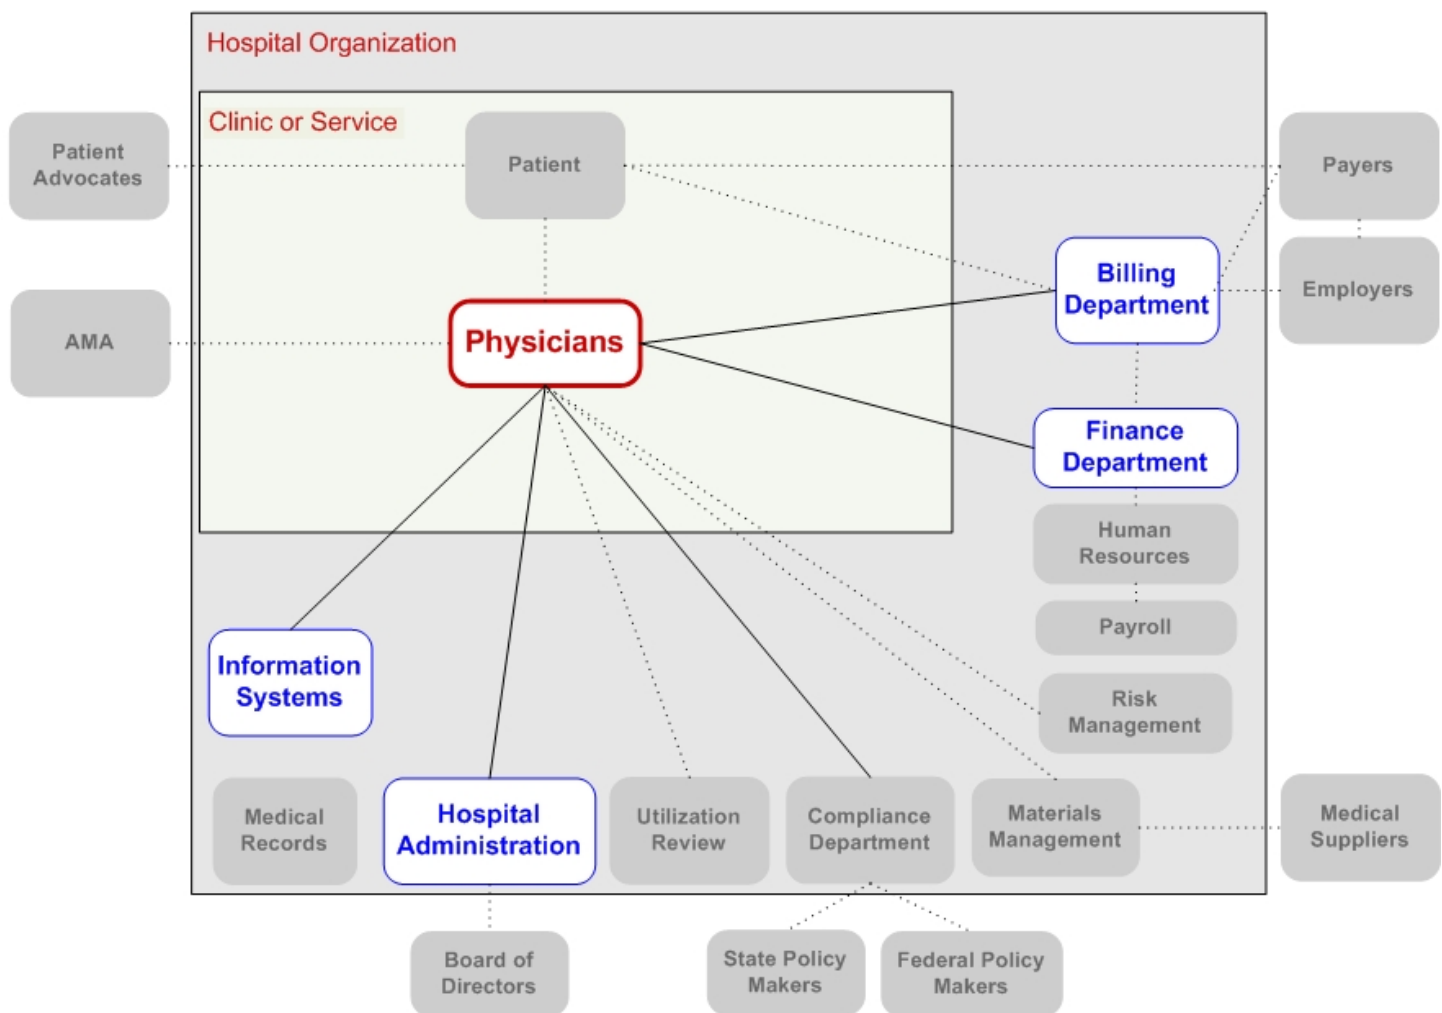 Hospital Organization
Clinic or Service
Patient
Advocates
Patient
Payers
Billing
Department
Employers
AMA
Physicians
Finance
Department
Human
Resources
Payroll
Information
Systems
Risk
Management
Medical
Records
Hospital
Administration
Utilization
Review
Compliance
Department
Materials
Management
Medical
Suppliers
Board of
Directors
State Policy
Makers
Federal Policy
Makers